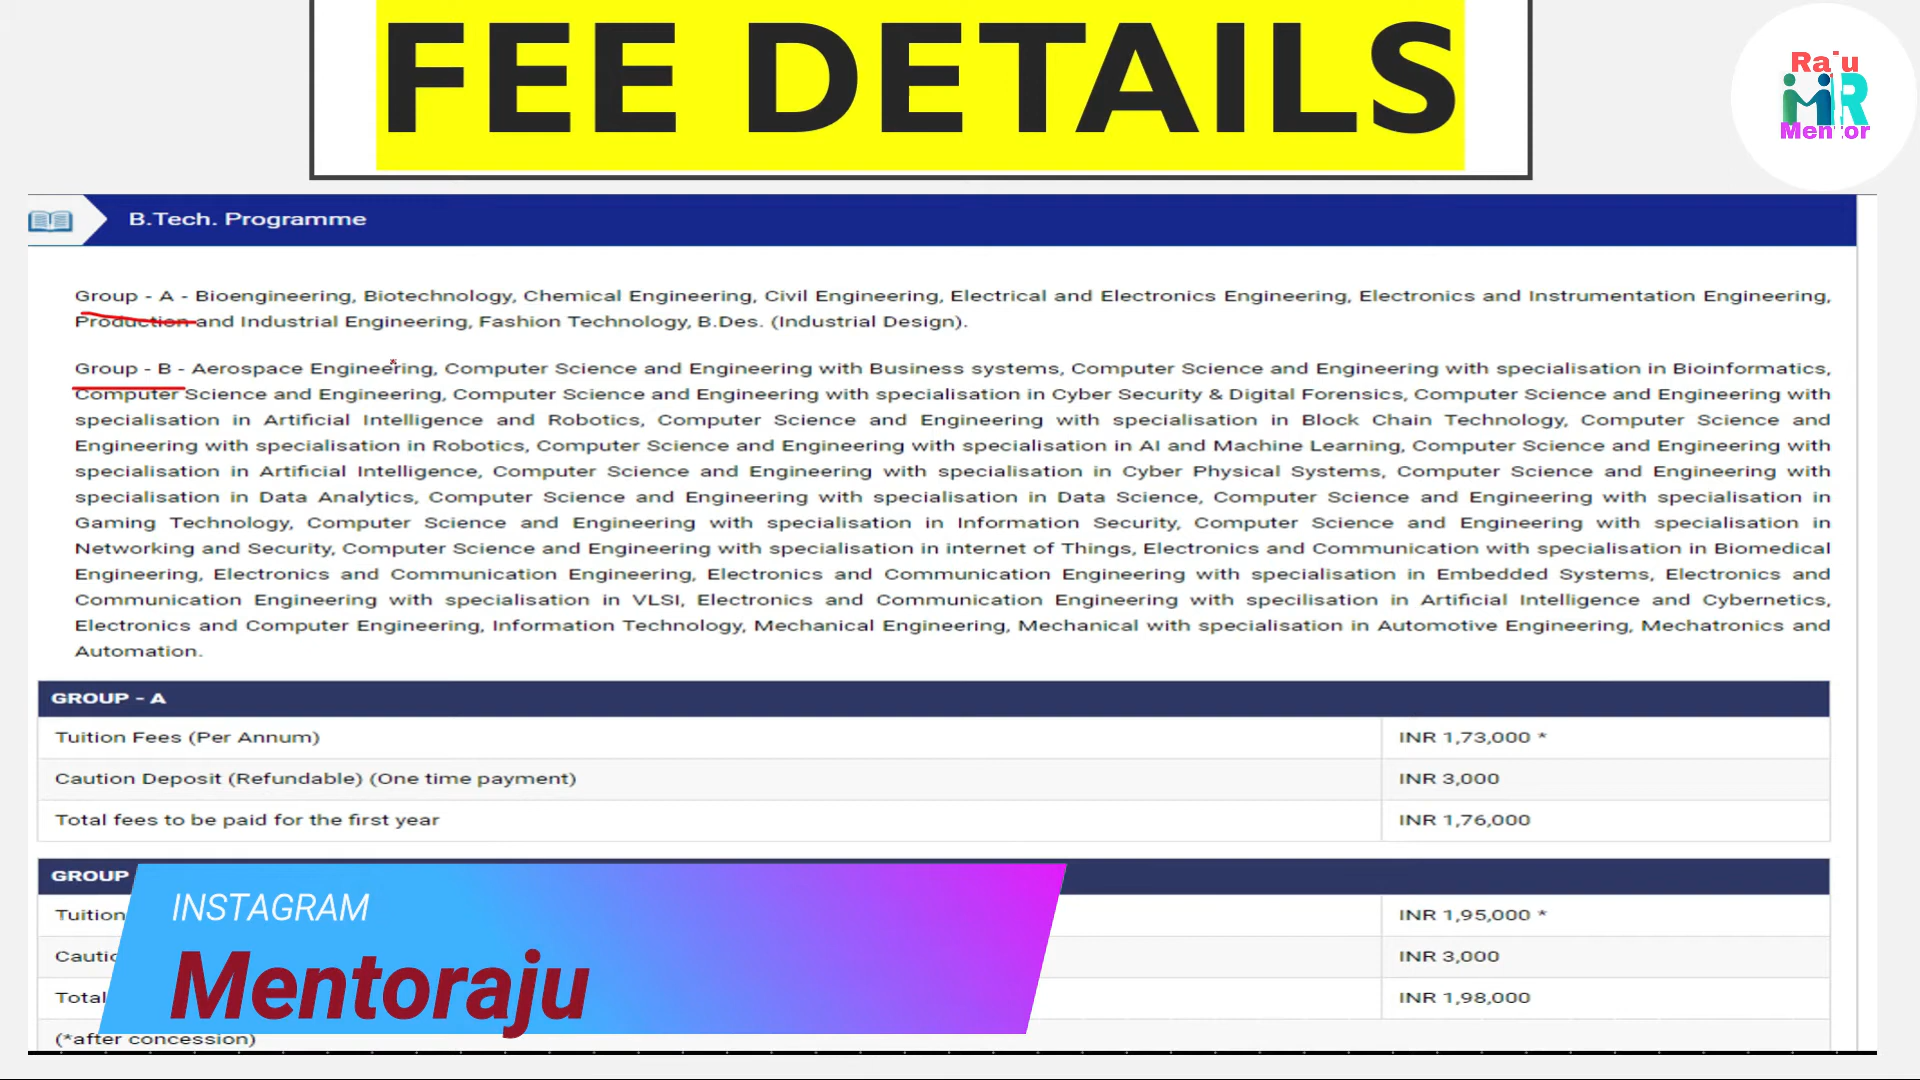 FEE DETAILS
Raju
MR
Mentor
B.Tech. Programme
Group - A - Bioengineering, Biotechnology, Chemical Engineering, Civil Engineering, Electrical and Electronics Engineering, Electronics and Instrumentation Engineering,
Production and Industrial Engineering, Fashion Technology, B.Des. (Industrial Design).
Group - B - Aerospace Engineering, Computer Science and Engineering with Business systems, Computer Science and Engineering with specialisation in Bioinformatics,
Computer Science and Engineering, Computer Science and Engineering with specialisation in Cyber Security & Digital Forensics, Computer Science and Engineering with
specialisation in Artificial Intelligence and Robotics, Computer Science and Engineering with specialisation in Block Chain Technology, Computer Science and
Engineering with specialisation in Robotics, Computer Science and Engineering with specialisation in AI and Machine Learning, Computer Science and Engineering with
specialisation in Artificial Intelligence, Computer Science and Engineering with specialisation in Cyber Physical Systems, Computer Science and Engineering with
specialisation in Data Analytics, Computer Science and Engineering with specialisation in Data Science, Computer Science and Engineering with specialisation in
Gaming Technology, Computer Science and Engineering with specialisation in Information Security, Computer Science and Engineering with specialisation in
Networking and Security, Computer Science and Engineering with specialisation in internet of Things, Electronics and Communication with specialisation in Biomedical
Engineering, Electronics and Communication Engineering, Electronics and Communication Engineering with specialisation in Embedded Systems, Electronics and
Communication Engineering with specialisation in VLSI, Electronics and Communication Engineering with specilisation in Artificial Intelligence and Cybernetics,
Electronics and Computer Engineering, Information Technology, Mechanical Engineering, Mechanical with specialisation in Automotive Engineering, Mechatronics and
Automation.
GROUP - A
Tuition Fees (Per Annum) INR 1,73,000 *
Caution Deposit (Refundable) (One time payment) INR 3,000
Total fees to be paid for the first year INR 1,76,000
GROUP
Tuition INR 1,95,000 *
Cautio INR 3,000
Total INR 1,98,000
(*after concession)
INSTAGRAM
Mentoraju